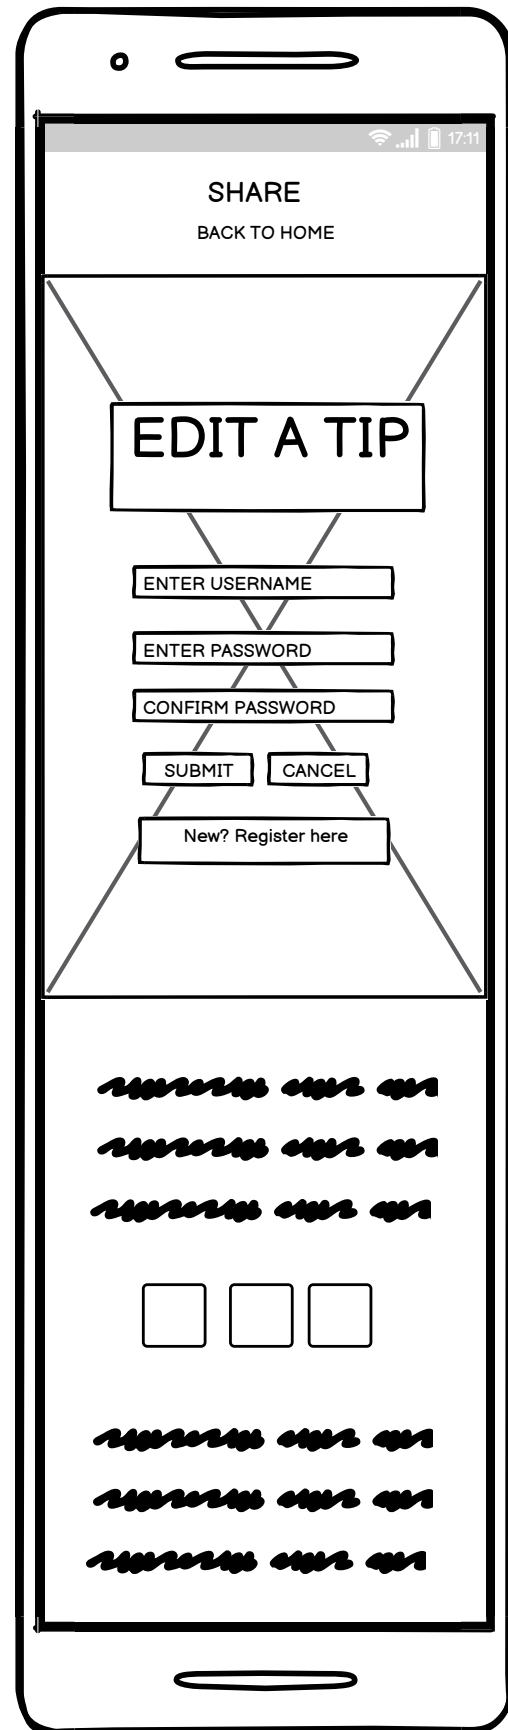 17:11
SHARE
BACK TO HOME
EDIT A TIP
ENTER USERNAME
ENTER PASSWORD
CONFIRM PASSWORD
SUBMIT CANCEL
New? Register here